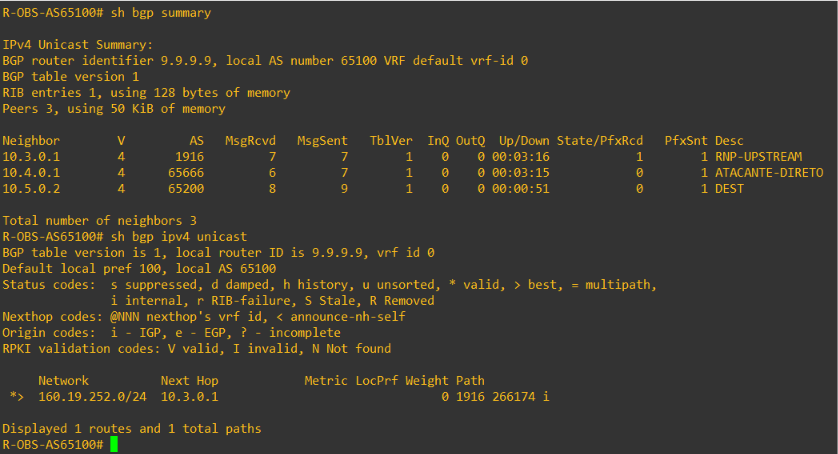 R-OBS-AS65100# sh bgp summary
IPv4 Unicast Summary:
BGP router identifier 9.9.9.9, local AS number 65100 VRF default vrf-id 0
BGP table version 1
RIB entries 1, using 128 bytes of memory
Peers 3, using 50 KiB of memory
Neighbor V AS MsgRcvd MsgSent TblVer InQ OutQ Up/Down State/PfxRcd PfxSnt Desc
10.3.0.1 4 1916 7 7 1 0 0 00:03:16 1 1 RNP-UPSTREAM
10.4.0.1 4 65666 6 7 1 0 0 00:03:15 0 1 ATACANTE-DIRETO
10.5.0.2 4 65200 8 9 1 0 0 00:00:51 0 1 DEST
Total number of neighbors 3
R-OBS-AS65100# sh bgp ipv4 unicast
BGP table version is 1, local router ID is 9.9.9.9, vrf id 0
Default local pref 100, local AS 65100
Status codes: s suppressed, d damped, h history, u unsorted, * valid, > best, = multipath,
i internal, r RIB-failure, S Stale, R Removed
Nexthop codes: @NNN nexthop's vrf id, < announce-nh-self
Origin codes: i - IGP, e - EGP, ? - incomplete
RPKI validation codes: V valid, I invalid, N Not found
Network Next Hop Metric LocPrf Weight Path
*> 160.19.252.0/24 10.3.0.1 0 1916 266174 i
Displayed 1 routes and 1 total paths
R-OBS-AS65100#